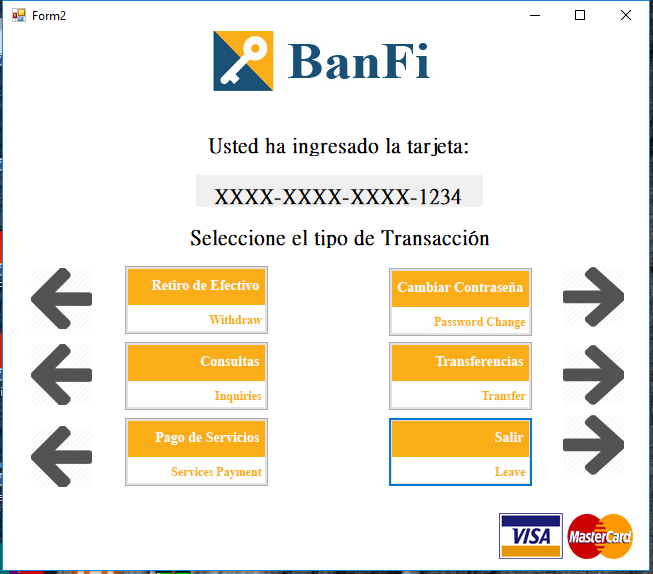 Form2
BanFi
Usted ha ingresado la tarjeta:
XXXX-XXXX-XXXX-1234
Seleccione el tipo de Transacción
Retiro de Efectivo
Withdraw
Cambiar Contraseña
Password Change
Consultas
Inquiries
Transferencias
Transfer
Pago de Servicios
Services Payment
Salir
Leave
VISA
MasterCard